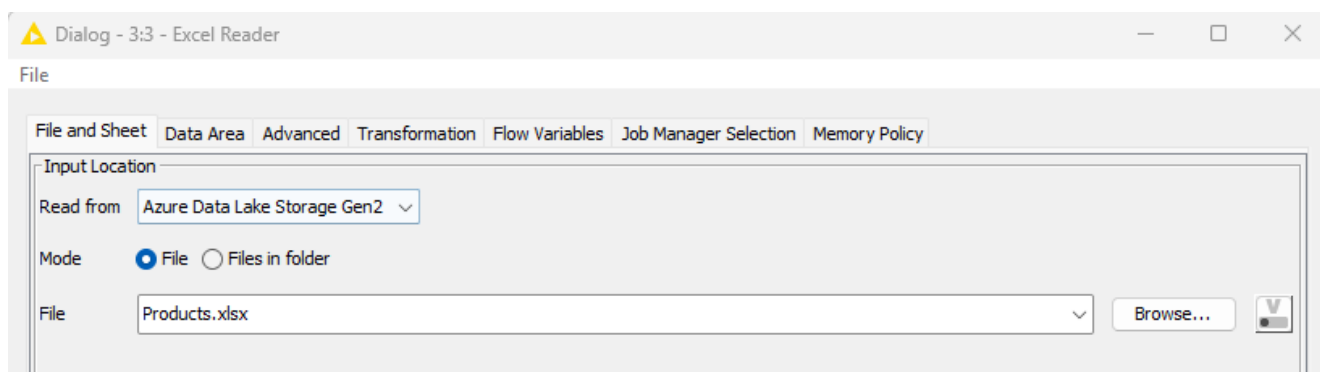 Dialog - 3:3 - Excel Reader
File
File and Sheet Data Area Advanced Transformation Flow Variables Job Manager Selection Memory Policy
Input Location
Read from Azure Data Lake Storage Gen2
Mode File Files in folder
File Products.xlsx Browse... V